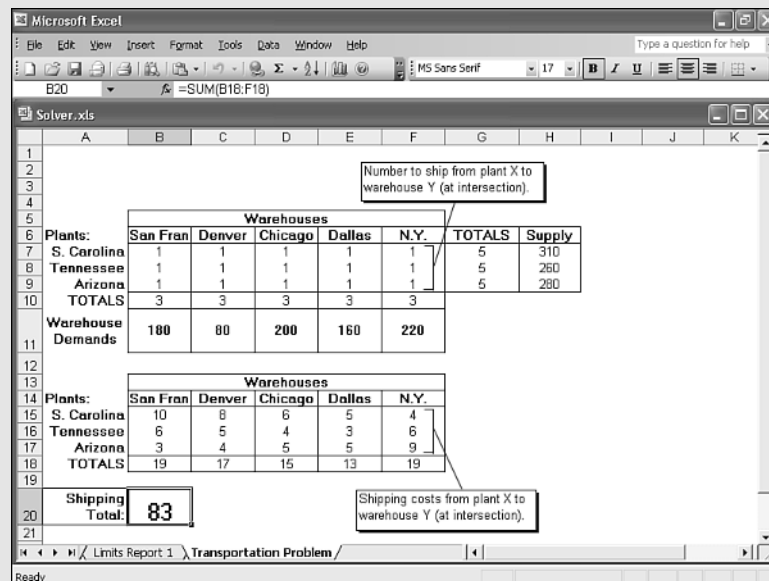 Microsoft Excel
File Edit View Insert Format Tools Data Window Help Type a question for help
MS Sans Serif 17 B I U
B20 fx =SUM(B18:F18)
Solver.xls
A B C D E F G H I J K
1
2 Number to ship from plant X to
3 warehouse Y (at intersection).
4
5 Warehouses
6 Plants: San Fran Denver Chicago Dallas N.Y. TOTALS Supply
7 S. Carolina 1 1 1 1 1 5 310
8 Tennessee 1 1 1 1 1 5 260
9 Arizona 1 1 1 1 1 5 280
10 TOTALS 3 3 3 3 3
11 Warehouse Demands 180 80 200 160 220
12
13 Warehouses
14 Plants: San Fran Denver Chicago Dallas N.Y.
15 S. Carolina 10 8 6 5 4
16 Tennessee 6 5 4 3 6
17 Arizona 3 4 5 5 9
18 TOTALS 19 17 15 13 19
19
20 Shipping Total: 83
Shipping costs from plant X to
warehouse Y (at intersection).
21
Limits Report 1 Transportation Problem
Ready